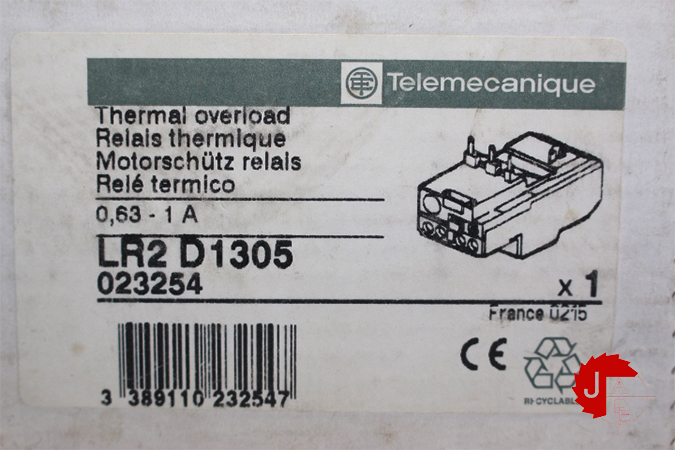 Telemecanique
Thermal overload
Relais thermique
Motorschütz relais
Relé termico
0,63 - 1 A
LR2 D1305
023254
x 1
France 0215
CE
3 389110 232547
RECYCLABLE
J